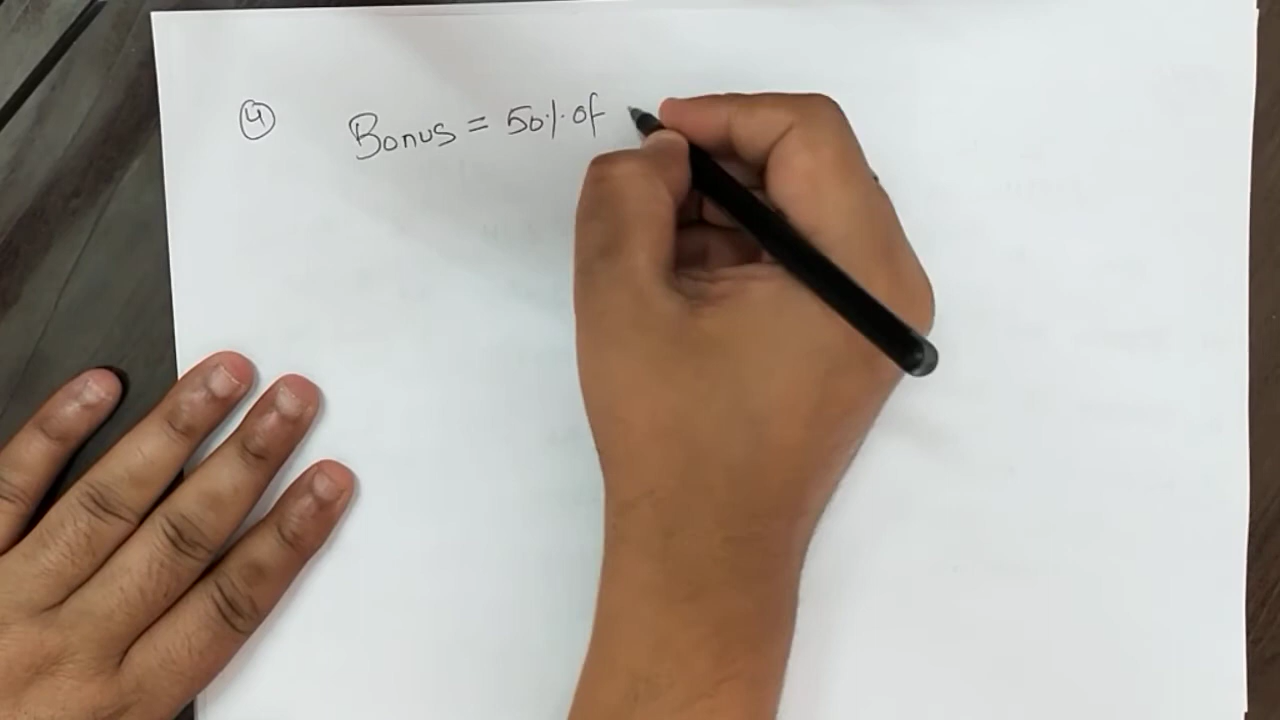 ④ Bonus = 50% of